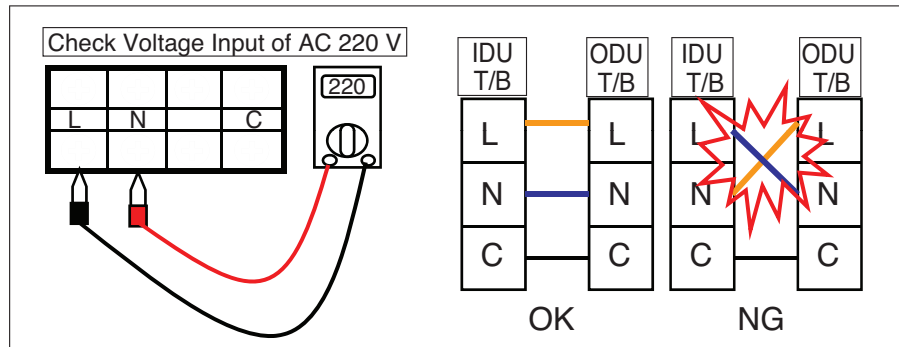 Check Voltage Input of AC 220 V
220
L N C
IDU
T/B
ODU
T/B
L L
N N
C C
OK
IDU
T/B
ODU
T/B
L L
N N
C C
NG